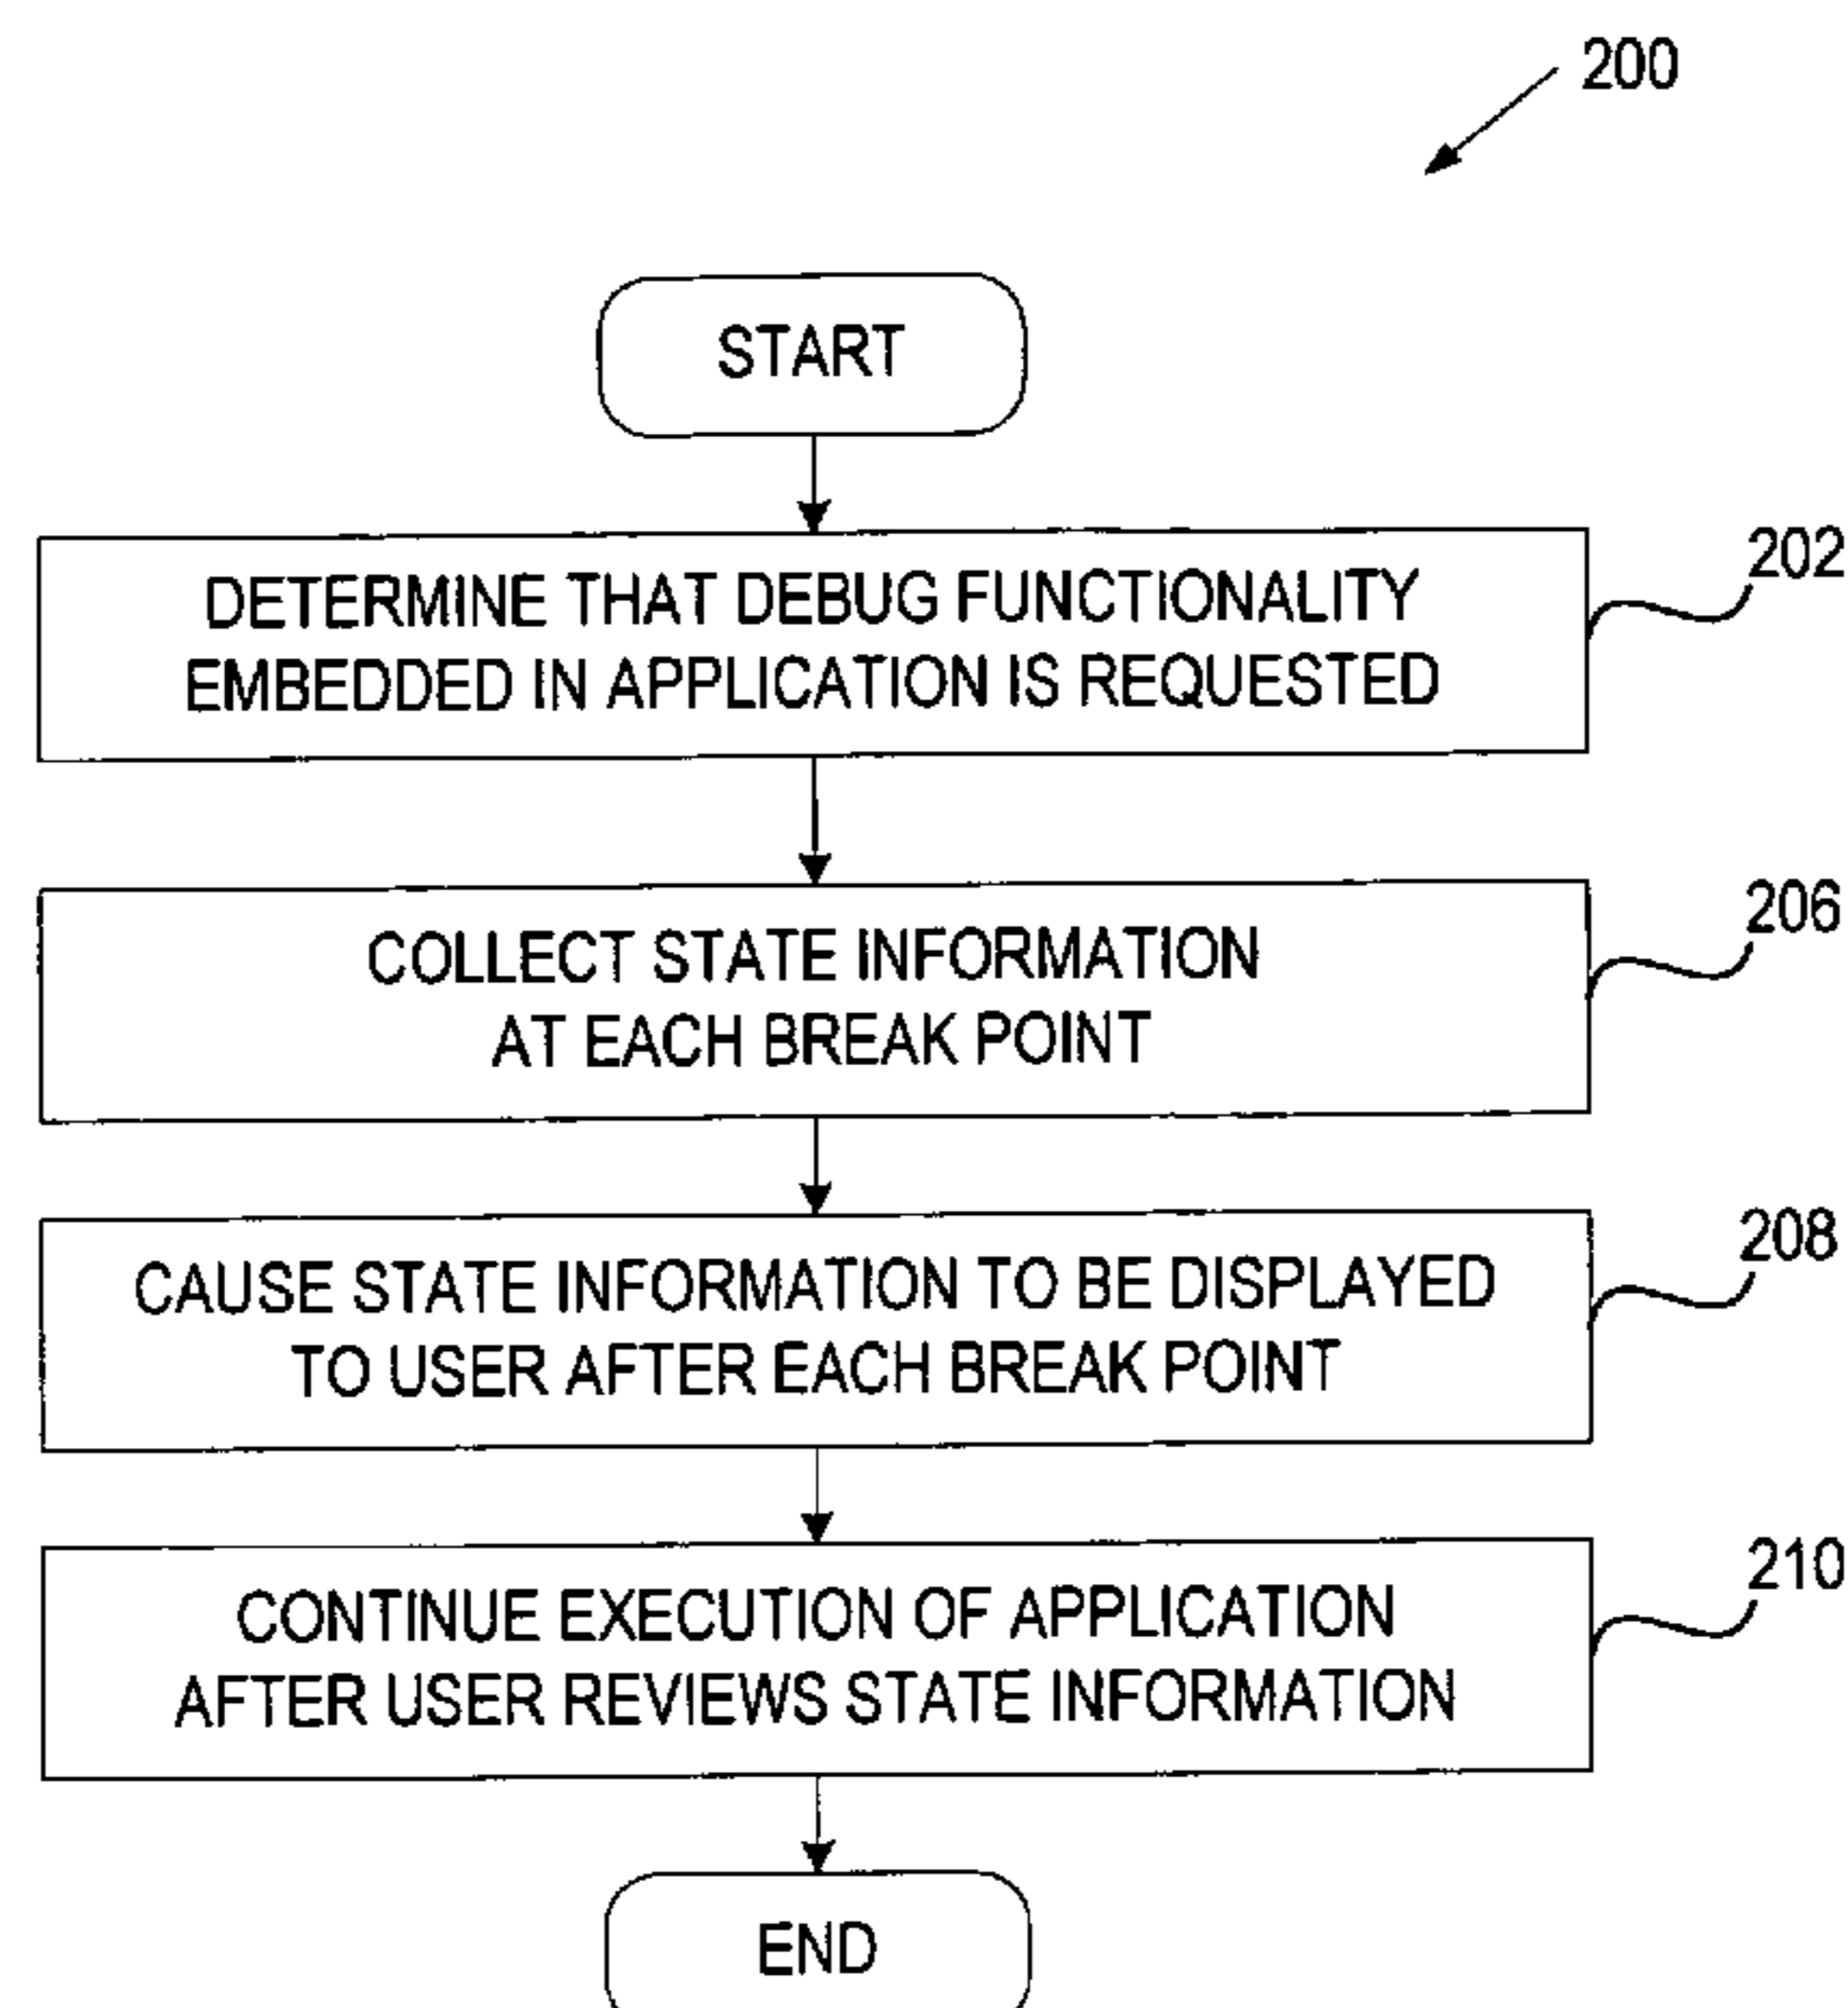 200
START
DETERMINE THAT DEBUG FUNCTIONALITY
EMBEDDED IN APPLICATION IS REQUESTED
202
COLLECT STATE INFORMATION
AT EACH BREAK POINT
206
CAUSE STATE INFORMATION TO BE DISPLAYED
TO USER AFTER EACH BREAK POINT
208
CONTINUE EXECUTION OF APPLICATION
AFTER USER REVIEWS STATE INFORMATION
210
END